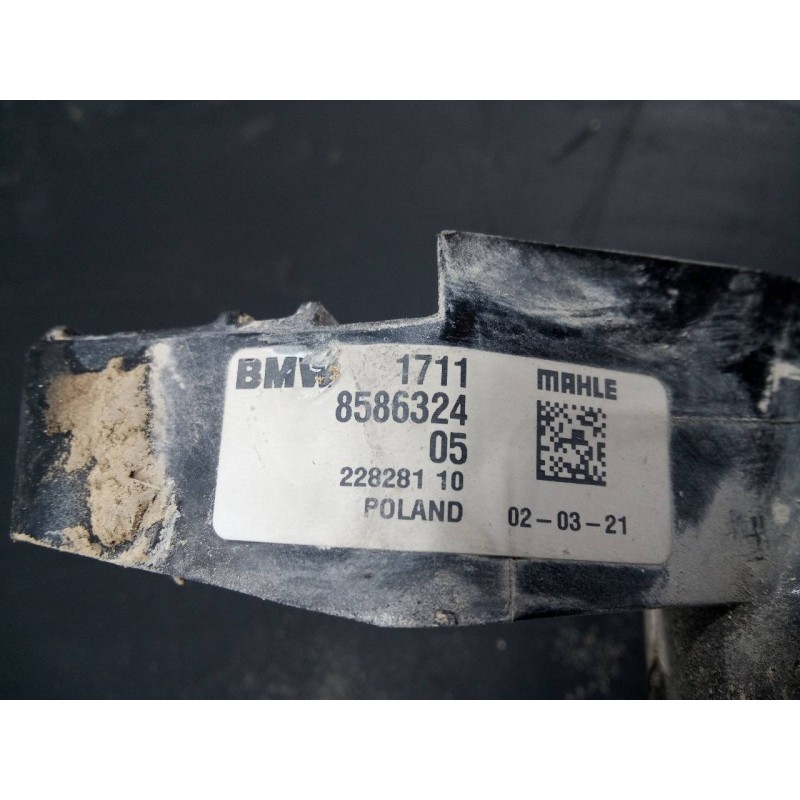 BMW 1711 MAHLE
8586324
05
228281 10
POLAND 02-03-21